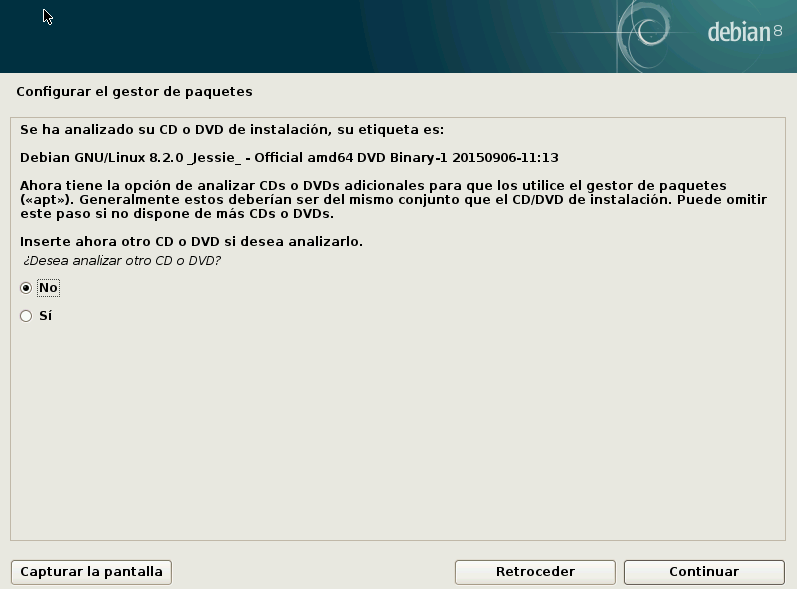 debian 8
Configurar el gestor de paquetes
Se ha analizado su CD o DVD de instalación, su etiqueta es:
Debian GNU/Linux 8.2.0 _Jessie_ - Official amd64 DVD Binary-1 20150906-11:13
Ahora tiene la opción de analizar CDs o DVDs adicionales para que los utilice el gestor de paquetes
(«apt»). Generalmente estos deberían ser del mismo conjunto que el CD/DVD de instalación. Puede omitir
este paso si no dispone de más CDs o DVDs.
Inserte ahora otro CD o DVD si desea analizarlo.
¿Desea analizar otro CD o DVD?
No
Sí
Capturar la pantalla
Retroceder
Continuar